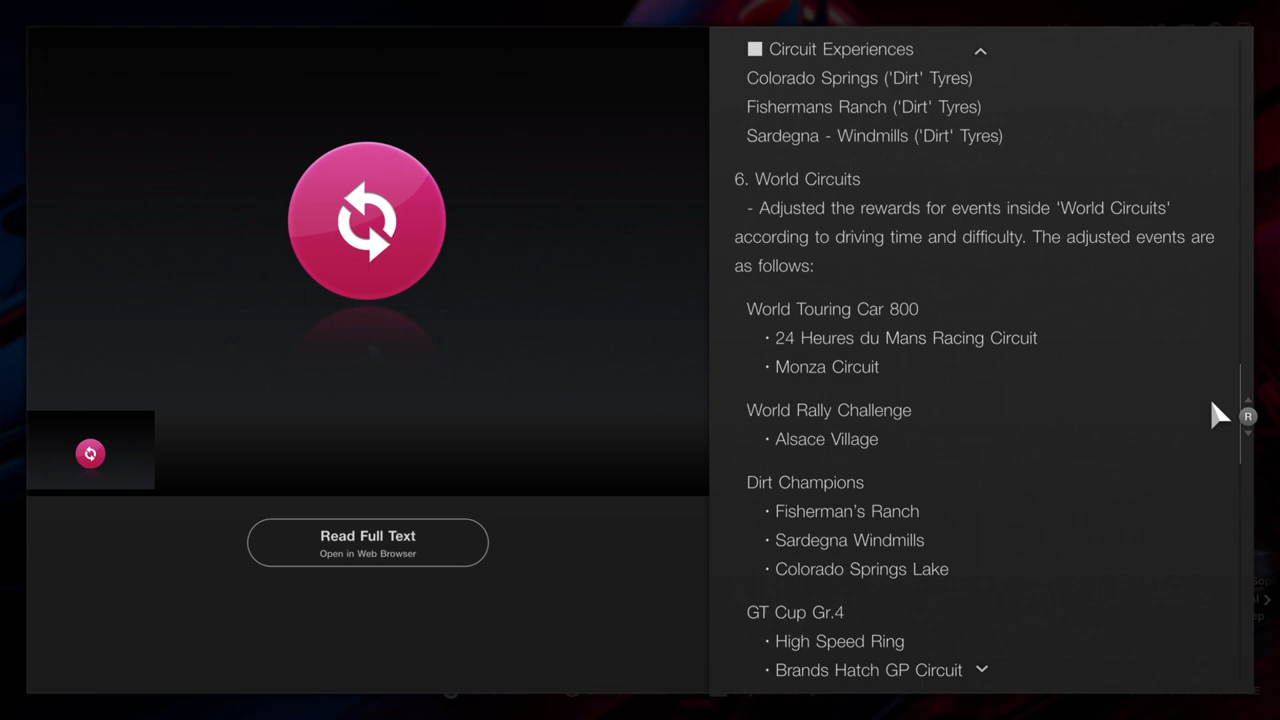 ■ Circuit Experiences
Colorado Springs ('Dirt' Tyres)
Fishermans Ranch ('Dirt' Tyres)
Sardegna - Windmills ('Dirt' Tyres)
6. World Circuits
- Adjusted the rewards for events inside 'World Circuits'
according to driving time and difficulty. The adjusted events are
as follows:
World Touring Car 800
・24 Heures du Mans Racing Circuit
・Monza Circuit
World Rally Challenge
・Alsace Village
Dirt Champions
・Fisherman’s Ranch
・Sardegna Windmills
・Colorado Springs Lake
GT Cup Gr.4
・High Speed Ring
・Brands Hatch GP Circuit
Read Full Text
Open in Web Browser
R